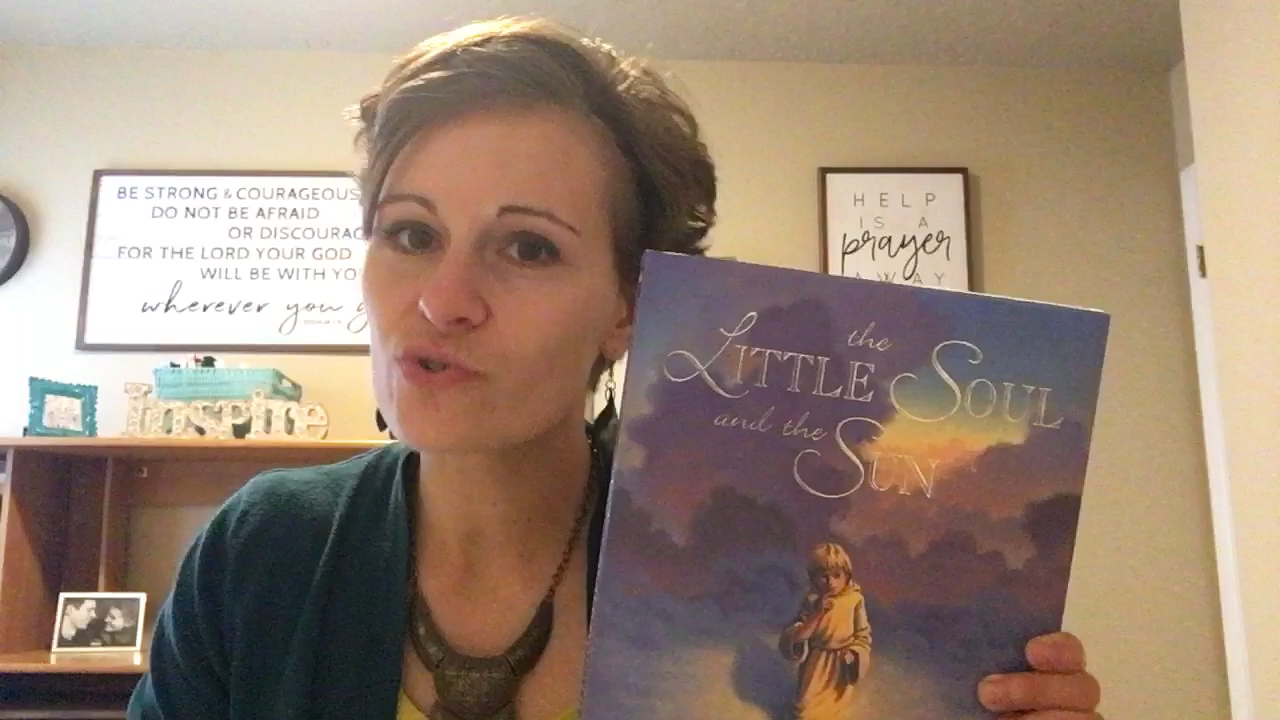 BE STRONG & COURAGEOUS
DO NOT BE AFRAID
OR DISCOURAG
FOR THE LORD YOUR GOD
WILL BE WITH YO
wherever you g
Inspire
HELP
IS A
prayer
AWAY
the
LITTLE SOUL
and the
SUN